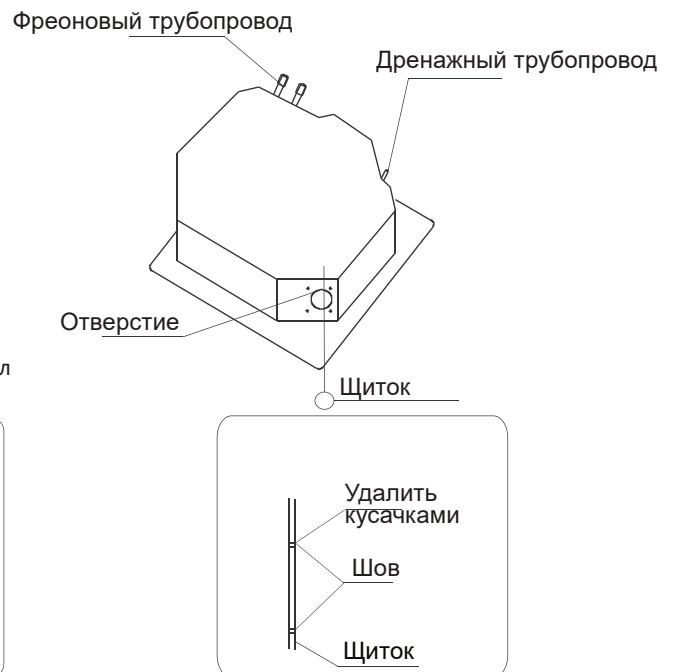 Фреоновый трубопровод
Дренажный трубопровод
Отверстие
л
Щиток
Удалить
кусачками
Шов
Щиток